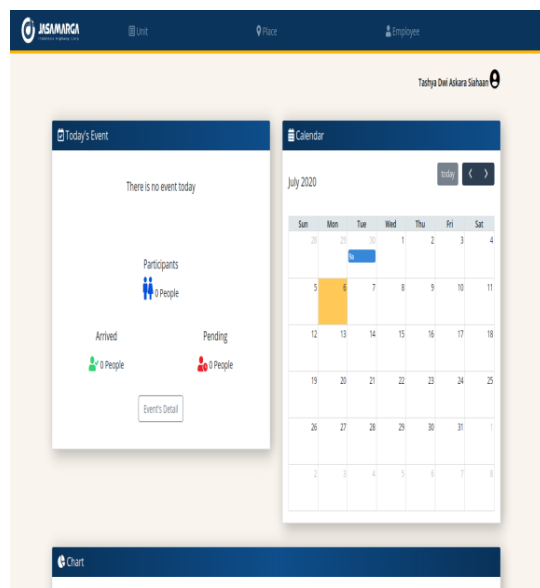 JASAMARGA
Unit
Place
Employee
Tashya Dwi Askara Siahaan
Today's Event
There is no event today
Participants
0 People
Arrived
Pending
0 People
0 People
Event's Detail
Calendar
July 2020
today
Sun Mon Tue Wed Thu Fri Sat
28 29 30 1 2 3 4
5 6 7 8 9 10 11
12 13 14 15 16 17 18
19 20 21 22 23 24 25
26 27 28 29 30 31 1
2 3 4 5 6 7 8
Chart